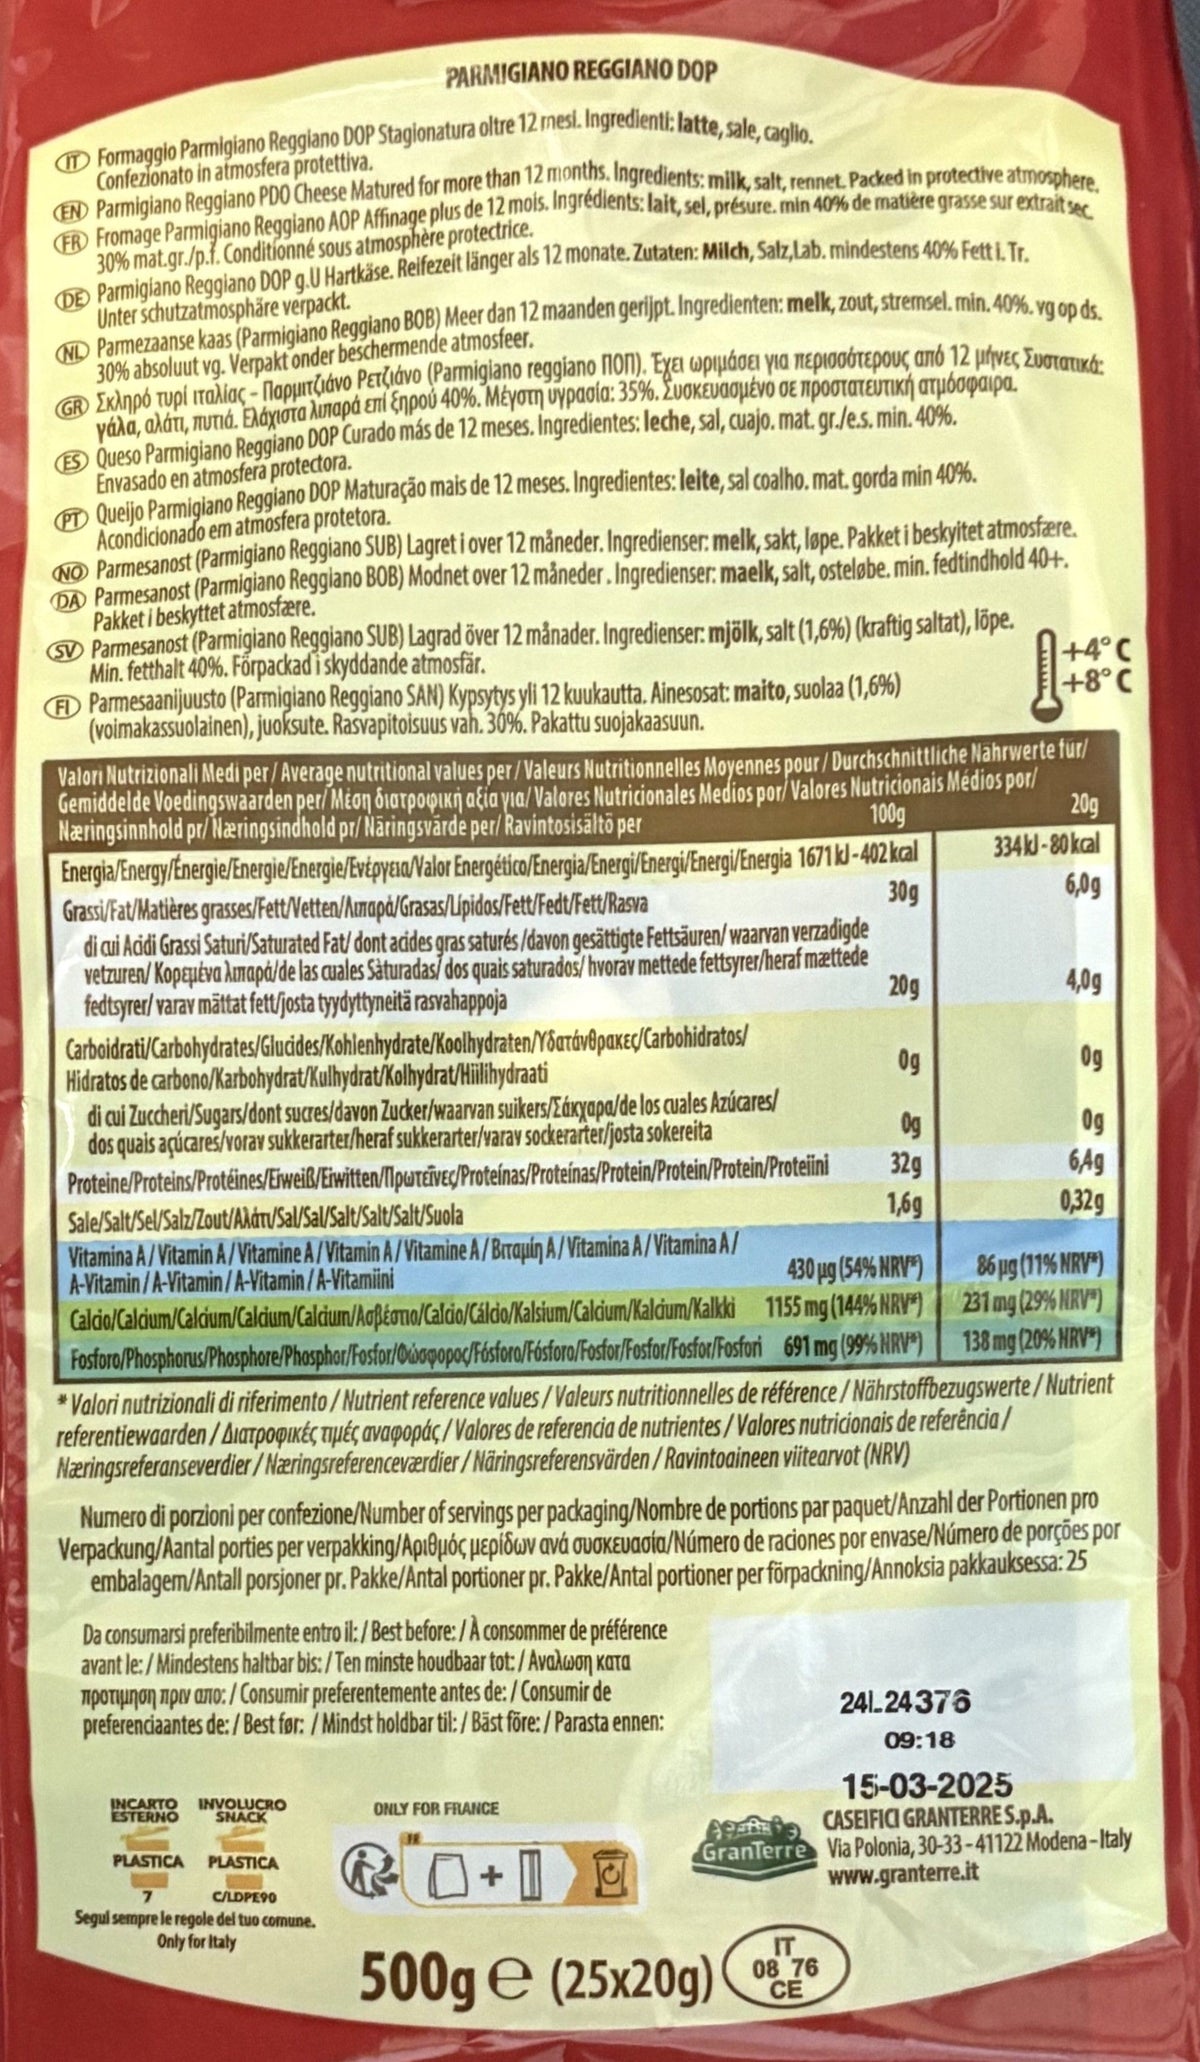 PARMIGIANO REGGIANO DOP
IT Formaggio Parmigiano Reggiano DOP Stagionatura oltre 12 mesi. Ingredienti: latte, sale, caglio.
Confezionato in atmosfera protettiva.
EN Parmigiano Reggiano PDO Cheese Matured for more than 12 months. Ingredients: milk, salt, rennet. Packed in protective atmosphere.
FR Fromage Parmigiano Reggiano AOP Affinage plus de 12 mois. Ingrédients: lait, sel, présure. min 40% de matière grasse sur extrait sec
30% mat.gr./p.f. Conditionné sous atmosphère protectrice.
DE Parmigiano Reggiano DOP g.U Hartkäse. Reifezeit länger als 12 monate. Zutaten: Milch, Salz,Lab. mindestens 40% Fett i. Tr.
Unter schutzatmosphäre verpackt.
NL Parmezaanse kaas (Parmigiano Reggiano BOB) Meer dan 12 maanden gerijpt. Ingredienten: melk, zout, stremsel. min. 40%. vg op ds.
30% absoluut vg. Verpakt onder beschermende atmosfeer.
GR Σκληρό τυρί ιταλίας - Παρμιτζιάνο Ρετζιάνο (Parmigiano reggiano ΠΟΠ). Έχει ωριμάσει για περισσότερους από 12 μήνες Συστατικά:
γάλα, αλάτι, πυτιά. Ελάχιστα λιπαρά επί ξηρού 40%. Μέγστη υγρασία: 35%. Συσκευασμένο σε προστατευτική ατμόσφαιρα.
ES Queso Parmigiano Reggiano DOP Curado más de 12 meses. Ingredientes: leche, sal, cuajo. mat. gr./e.s. min. 40%.
Envasado en atmosfera protectora.
PT Queijo Parmigiano Reggiano DOP Maturação mais de 12 meses. Ingredientes: leite, sal coalho. mat. gorda min 40%.
Acondicionado em atmosfera protetora.
NO Parmesanost (Parmigiano Reggiano SUB) Lagret i over 12 måneder. Ingredienser: melk, sakt, løpe. Pakket i beskyitet atmosfære.
DA Parmesanost (Parmigiano Reggiano BOB) Modnet over 12 måneder. Ingredienser: maelk, salt, osteløbe. min. fedtindhold 40+.
Pakket i beskyttet atmosfære.
SV Parmesanost (Parmigiano Reggiano SUB) Lagrad över 12 månader. Ingredienser: mjölk, salt (1,6%) (kraftig saltat), löpe.
Min. fetthalt 40%. Förpackad i skyddande atmosfär.
FI Parmesaanijuusto (Parmigiano Reggiano SAN) Kypsytys yli 12 kuukautta. Ainesosat: maito, suolaa (1,6%)
(voimakassuolainen), juoksute. Rasvapitoisuus vah. 30%. Pakattu suojakaasuun.
+4°C
+8°C
Valori Nutrizionali Medi per / Average nutritional values per / Valeurs Nutritionnelles Moyennes pour / Durchschnittliche Nährwerte für/
Gemiddelde Voedingswaarden per/ Μέση διατροφική αξία για/ Valores Nutricionales Medios por/ Valores Nutricionais Médios por/
Næringsinnhold pr/ Næringsindhold pr/ Näringsvärde per/ Ravintosisältö per 100g 20g
Energia/Energy/Énergie/Energie/Energie/Ενέργεια/Valor Energético/Energia/Energi/Energi/Energi/Energia 1671 kJ - 402 kcal 334 kJ - 80 kcal
Grassi/Fat/Matières grasses/Fett/Vetten/Λιπαρά/Grasas/Lípidos/Fett/Fedt/Fett/Rasva 30g 6,0g
di cui Acidi Grassi Saturi/Saturated Fat/ dont acides gras saturés /davon gesättigte Fettsäuren/ waarvan verzadigde
vetzuren/ Κορεμένα λιπαρά/de las cuales Sàturadas/ dos quais saturados/ hvorav mettede fettsyrer/heraf mættede
fedtsyrer/ varav mättat fett/josta tyydyttyneitä rasvahappoja 20g 4,0g
Carboidrati/Carbohydrates/Glucides/Kohlenhydrate/Koolhydraten/Υδατάνθρακες/Carbohidratos/
Hidratos de carbono/Karbohydrat/Kulhydrat/Kolhydrat/Hiilihydraati 0g 0g
di cui Zuccheri/Sugars/dont sucres/davon Zucker/waarvan suikers/Σάκχαρα/de los cuales Azúcares/
dos quais açúcares/vorav sukkerarter/heraf sukkerarter/varav sockerarter/josta sokereita 0g 0g
Proteine/Proteins/Protéines/Eiweiß/Eiwitten/Πρωτεΐνες/Proteínas/Proteínas/Protein/Protein/Protein/Proteiini 32g 6,4g
Sale/Salt/Sel/Salz/Zout/Αλάτι/Sal/Sal/Salt/Salt/Salt/Suola 1,6g 0,32g
Vitamina A / Vitamin A / Vitamine A / Vitamin A / Vitamine A / Βιταμίη A / Vitamina A / Vitamina A /
A-Vitamin / A-Vitamin / A-Vitamin / A-Vitamiini 430 µg (54% NRV*) 86 µg (11% NRV*)
Calcio/Calcium/Calcium/Calcium/Calcium/Ασβέστιο/Calcio/Cálcio/Kalsium/Calcium/Kalcium/Kalkki 1155 mg (144% NRV*) 231 mg (29% NRV*)
Fosforo/Phosphorus/Phosphore/Phosphor/Fosfor/Φώσφορος/Fósforo/Fósforo/Fosfor/Fosfor/Fosfor/Fosfori 691 mg (99% NRV*) 138 mg (20% NRV*)
* Valori nutrizionali di riferimento / Nutrient reference values / Valeurs nutritionnelles de référence / Nährstoffbezugswerte / Nutrient
referentiewaarden / Διατροφικές τιμές αναφοράς / Valores de referencia de nutrientes / Valores nutricionais de referência /
Næringsreferanseverdier / Næringsreferenceværdier / Näringsreferensvärden / Ravintoaineen viitearvot (NRV)
Numero di porzioni per confezione/Number of servings per packaging/Nombre de portions par paquet/Anzahl der Portionen pro
Verpackung/Aantal porties per verpakking/Αριθμός μερίδων ανά συσκευασία/Número de raciones por envase/Número de porções por
embalagem/Antall porsjoner pr. Pakke/Antal portioner pr. Pakke/Antal portioner per förpackning/Annoksia pakkauksessa: 25
Da consumarsi preferibilmente entro il: / Best before: / À consommer de préférence
avant le: / Mindestens haltbar bis: / Ten minste houdbaar tot: / Αναλωση κατα
προτιμηση πριν απο: / Consumir preferentemente antes de: / Consumir de
preferenciaantes de: / Best før: / Mindst holdbar til: / Bäst före: / Parasta ennen:
24L24376
09:18
15-03-2025
INCARTO ESTERNO
INVOLUCRO SNACK
PLASTICA PLASTICA
7 C/LDPE90
Segui sempre le regole del tuo comune.
Only for Italy
ONLY FOR FRANCE
FR
+
GranTerre
CASEIFICI GRANTERRE S.p.A.
Via Polonia, 30-33 - 41122 Modena - Italy
www.granterre.it
500g e (25x20g)
IT
08 76
CE